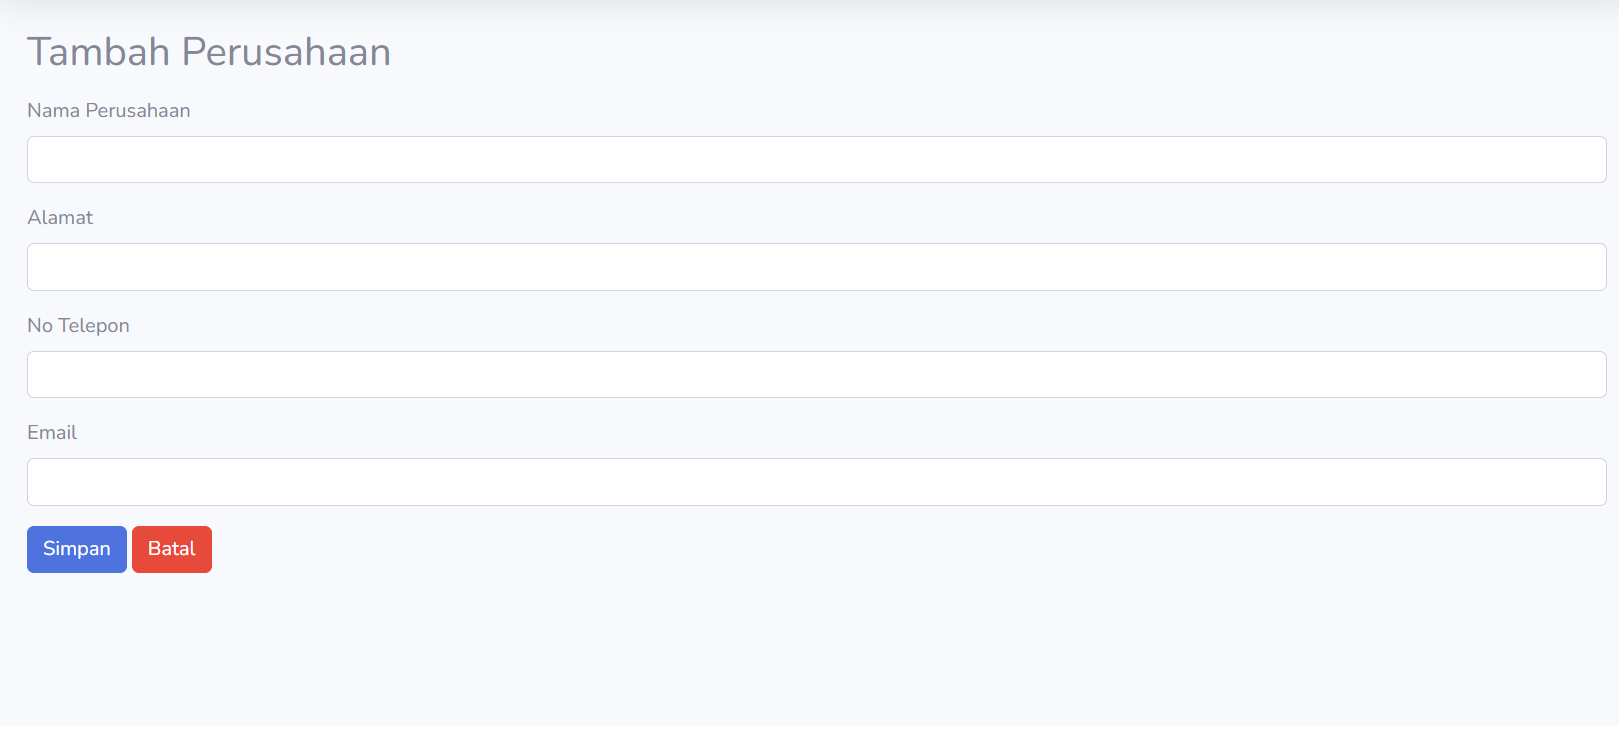 Tambah Perusahaan
Nama Perusahaan
Alamat
No Telepon
Email
Simpan Batal